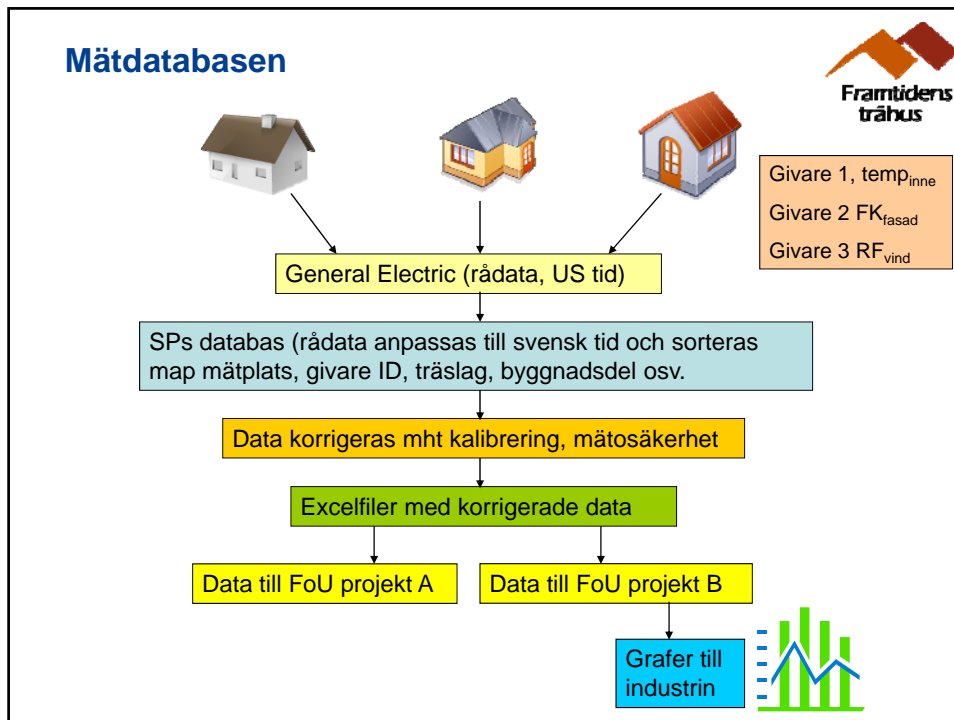 Mätdatabasen
Framtidens
trähus
Givare 1, temp_inne
Givare 2 FK_fasad
Givare 3 RF_vind
General Electric (rådata, US tid)
SPs databas (rådata anpassas till svensk tid och sorteras
map mätplats, givare ID, träslag, byggnadsdel osv.
Data korrigeras mht kalibrering, mätosäkerhet
Excelfiler med korrigerade data
Data till FoU projekt A
Data till FoU projekt B
Grafer till
industrin